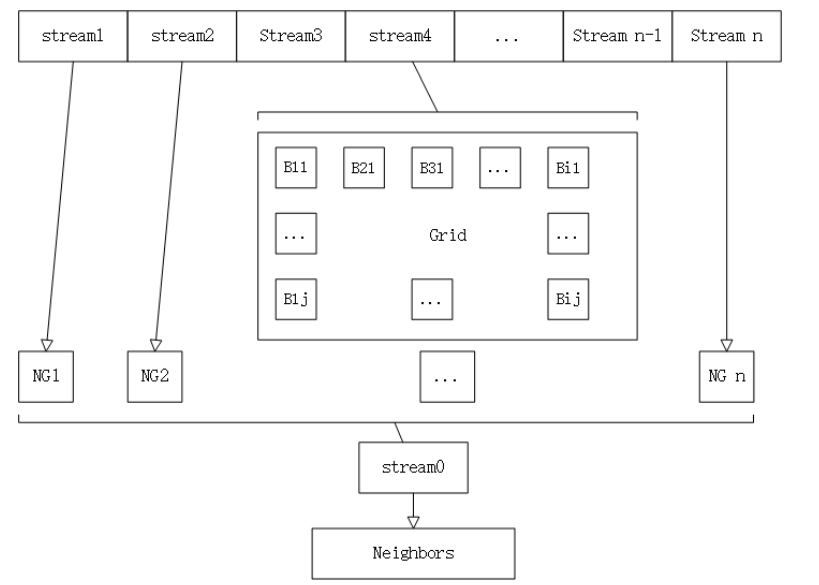 stream1 stream2 Stream3 stream4 ... Stream n-1 Stream n
B11 B21 B31 ... Bi1
... Grid ...
B1j ... Bij
NG1 NG2 ... NG n
stream0
Neighbors